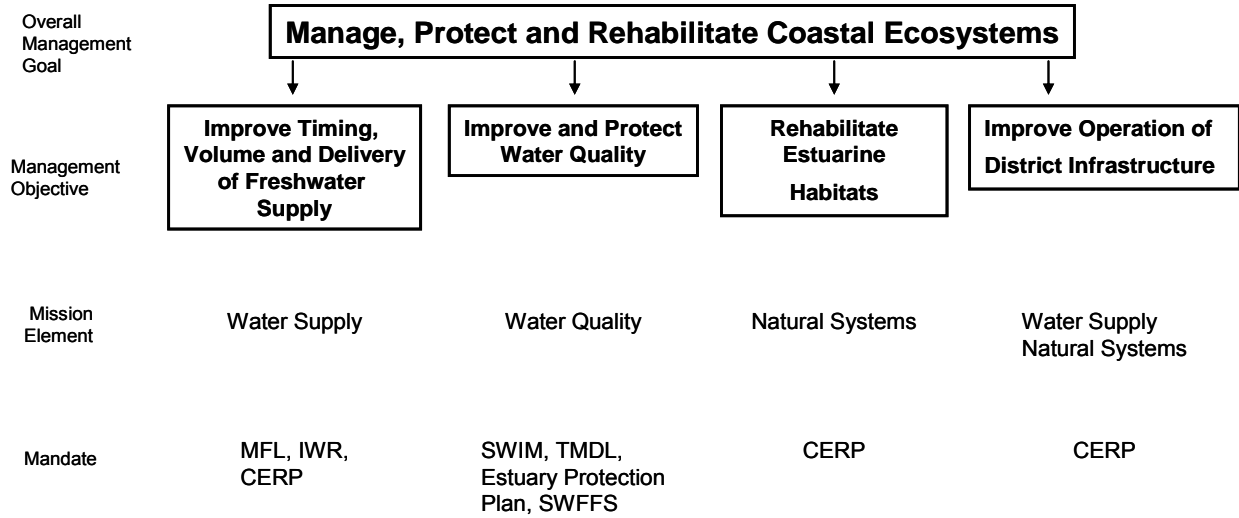 Overall
Management
Goal
Manage, Protect and Rehabilitate Coastal Ecosystems
Management
Objective
Improve Timing,
Volume and Delivery
of Freshwater
Supply
Improve and Protect
Water Quality
Rehabilitate
Estuarine
Habitats
Improve Operation of
District Infrastructure
Mission
Element
Water Supply
Water Quality
Natural Systems
Water Supply
Natural Systems
Mandate
MFL, IWR,
CERP
SWIM, TMDL,
Estuary Protection
Plan, SWFFS
CERP
CERP